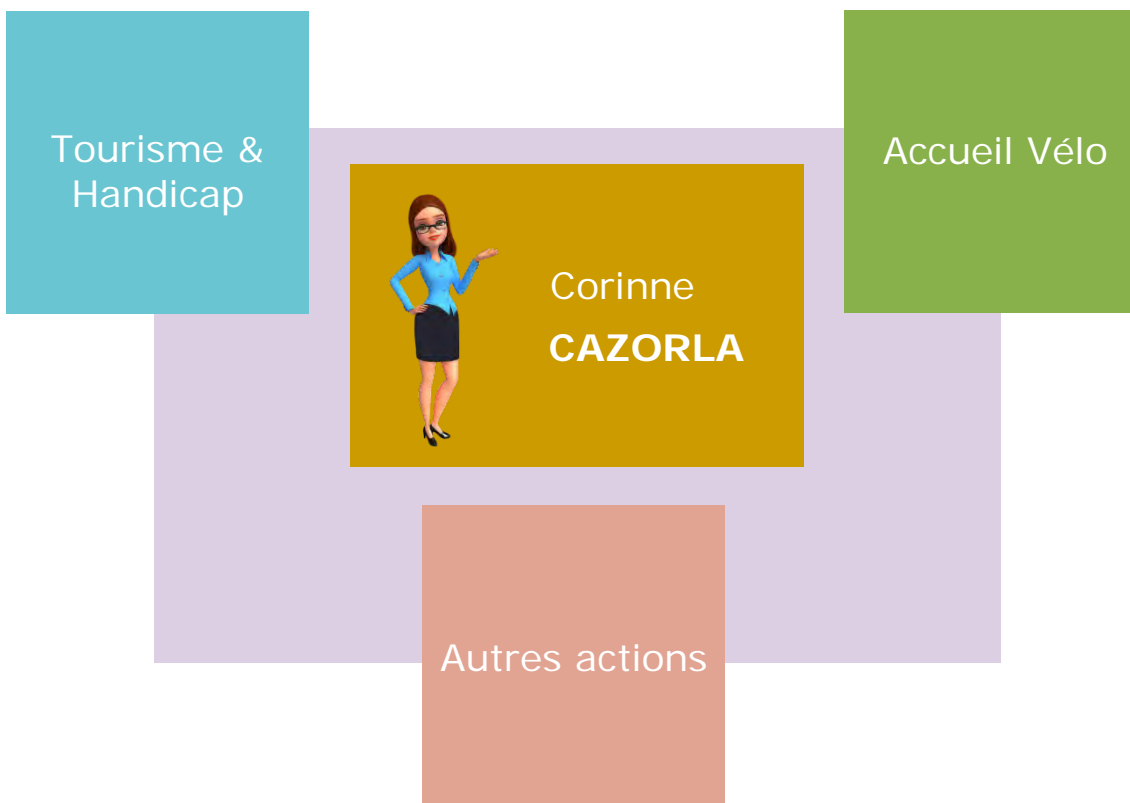 Tourisme &
Handicap
Accueil Vélo
Corinne
CAZORLA
Autres actions